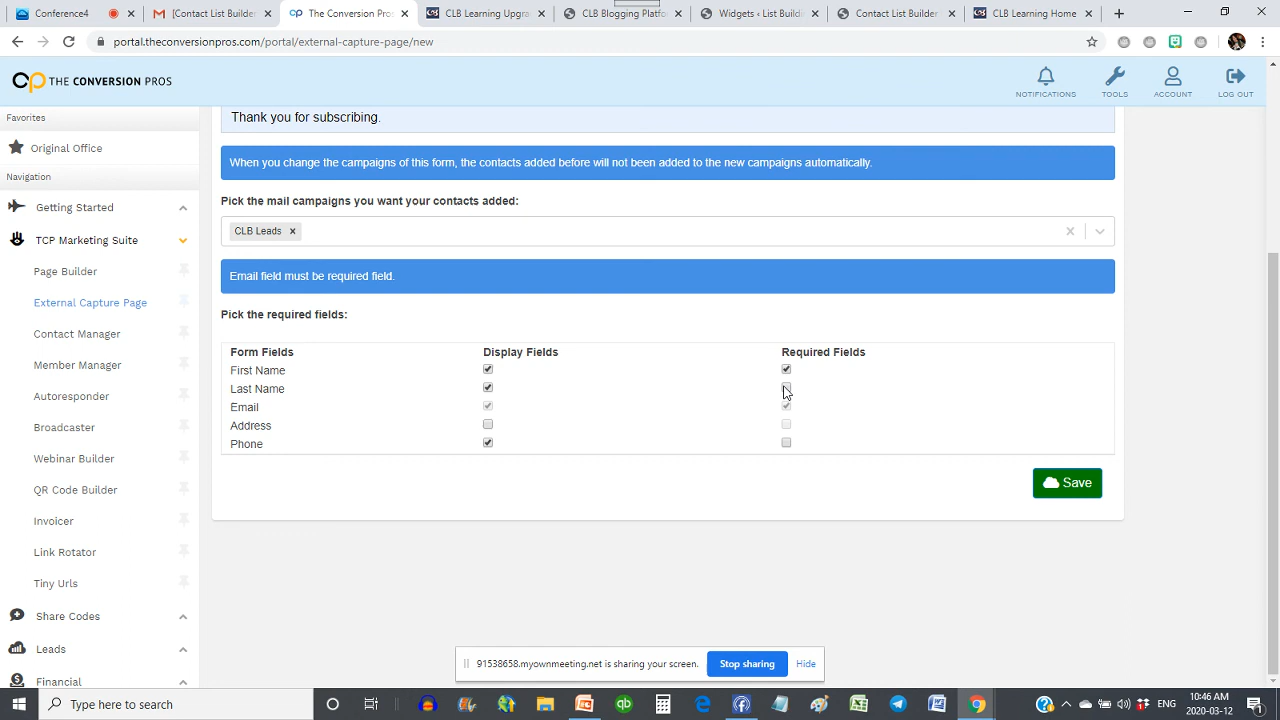 Conference4
[Contact List Builder
The Conversion Pros
CLB Learning Upgra
CLB Blogging Platfo
Widgets ‹ List Build
Contact List Builder
CLB Learning Home
portal.theconversionpros.com/portal/external-capture-page/new
cp THE CONVERSION PROS
NOTIFICATIONS
TOOLS
ACCOUNT
LOG OUT
Favorites
Original Office
Navigation
Getting Started
TCP Marketing Suite
Page Builder
External Capture Page
Contact Manager
Member Manager
Autoresponder
Broadcaster
Webinar Builder
QR Code Builder
Invoicer
Link Rotator
Tiny Urls
Share Codes
Leads
Financial
Thank you for subscribing.
When you change the campaigns of this form, the contacts added before will not been added to the new campaigns automatically.
Pick the mail campaigns you want your contacts added:
CLB Leads
Email field must be required field.
Pick the required fields:
Form Fields Display Fields Required Fields
First Name
Last Name
Email
Address
Phone
Save
91538658.myownmeeting.net is sharing your screen.
Stop sharing
Hide
Type here to search
10:46 AM
2020-03-12